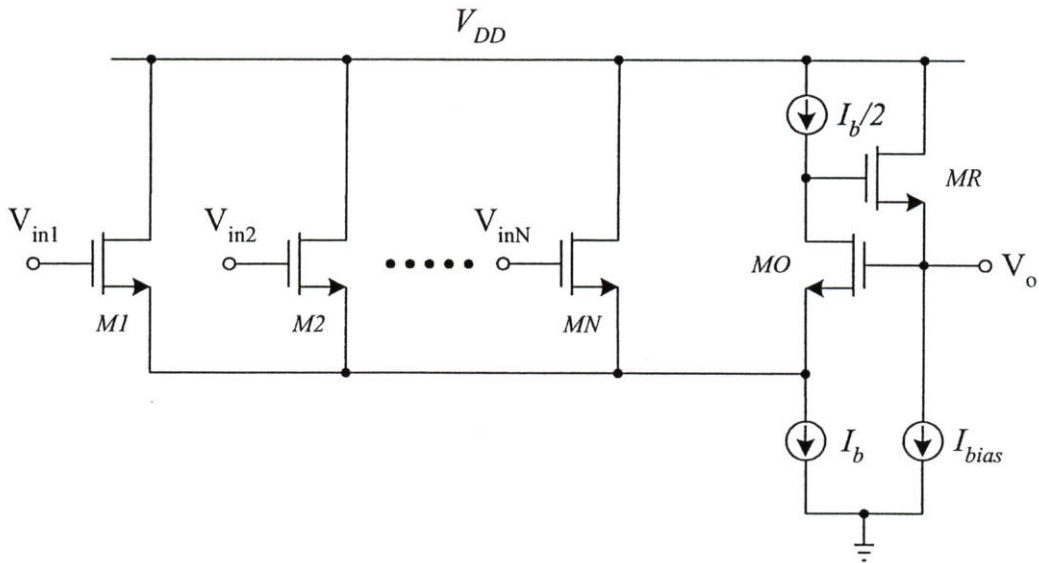 V_DD
I_b/2
MR
V_in1
V_in2
V_inN
MO
V_o
M1
M2
MN
I_b
I_bias